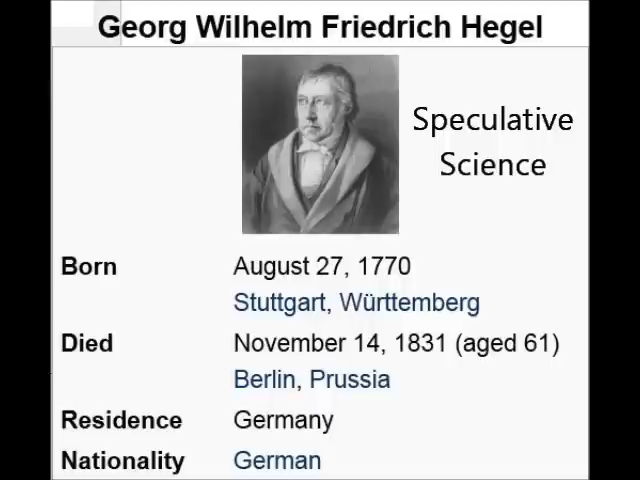 Georg Wilhelm Friedrich Hegel
Speculative
Science
Born August 27, 1770
Stuttgart, Württemberg
Died November 14, 1831 (aged 61)
Berlin, Prussia
Residence Germany
Nationality German